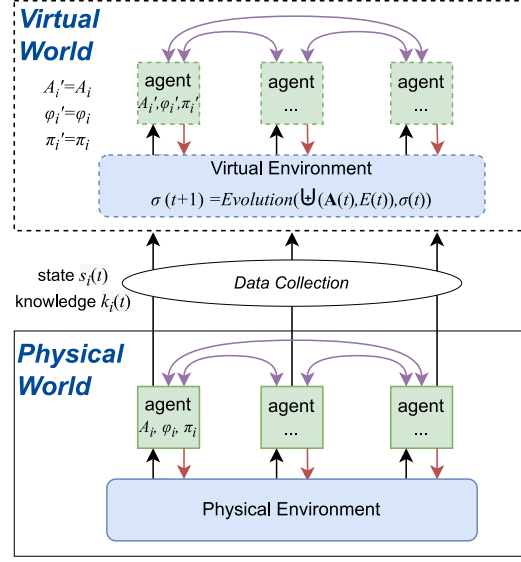 Virtual
World
A_i'=A_i
φ_i'=φ_i
π_i'=π_i
agent
A_i',φ_i',π_i'
agent
...
agent
...
Virtual Environment
σ (t+1) =Evolution(⨄(A(t),E(t)),σ(t))
state s_i(t)
knowledge k_i(t)
Data Collection
Physical
World
agent
A_i, φ_i, π_i
agent
...
agent
...
Physical Environment